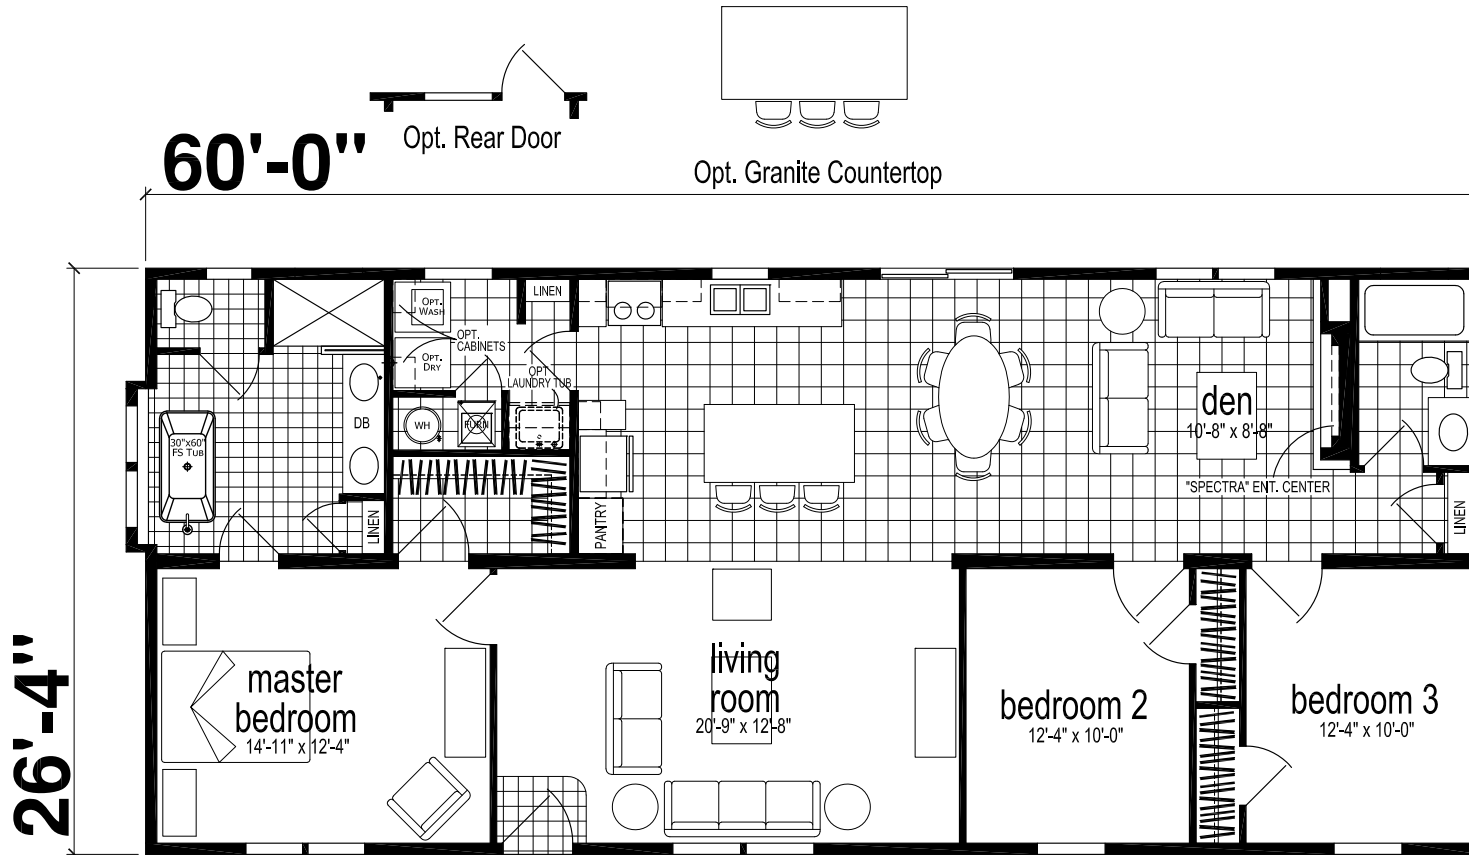 60'-0"
Opt. Rear Door
Opt. Granite Countertop
26'-4"
OPT.
WASH
OPT.
DRY
OPT.
CABINETS
LINEN
OPT
LAUNDRY TUB
WH
FURN
DB
30"x60"
FS TUB
LINEN
PANTRY
den
10'-8" x 8'-8"
"SPECTRA" ENT. CENTER
LINEN
master
bedroom
14'-11" x 12'-4"
living
room
20'-9" x 12'-8"
bedroom 2
12'-4" x 10'-0"
bedroom 3
12'-4" x 10'-0"